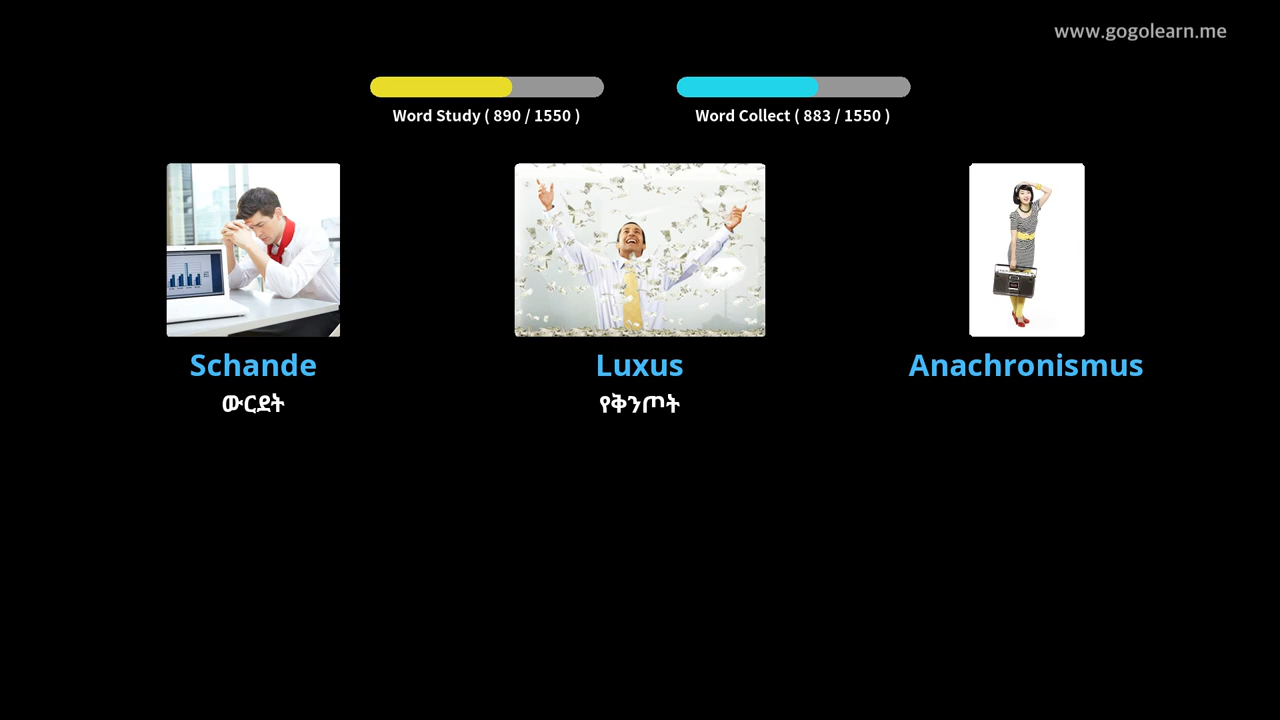 www.gogolearn.me
Word Study ( 890 / 1550 )
Word Collect ( 883 / 1550 )
Schande
Luxus
Anachronismus
ውርደት
የቅንጦት